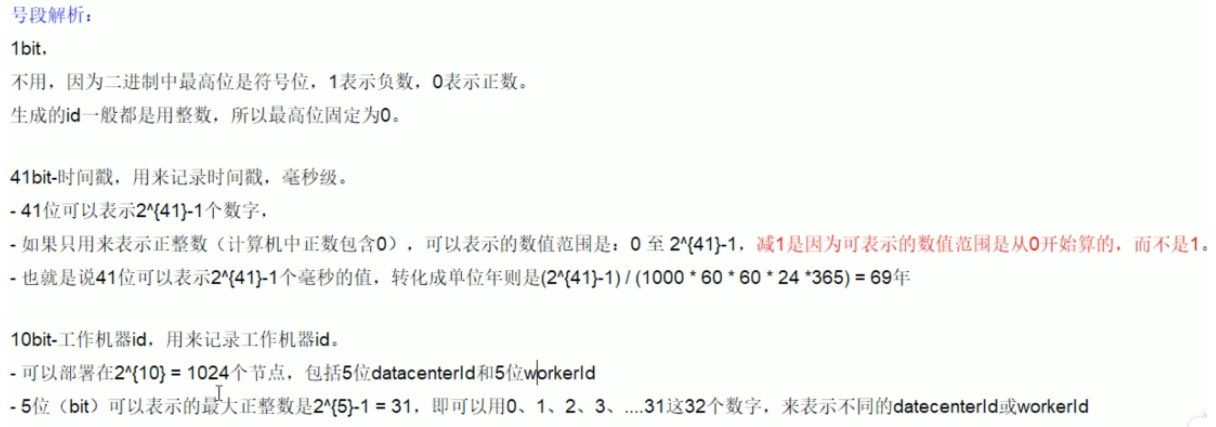 号段解析：
1bit，
不用，因为二进制中最高位是符号位，1表示负数，0表示正数。
生成的id一般都是用整数，所以最高位固定为0。
41bit-时间戳，用来记录时间戳，毫秒级。
- 41位可以表示2^{41}-1个数字，
- 如果只用来表示正整数（计算机中正数包含0），可以表示的数值范围是：0 至 2^{41}-1，减1是因为可表示的数值范围是从0开始算的，而不是1。
- 也就是说41位可以表示2^{41}-1个毫秒的值，转化成单位年则是(2^{41}-1) / (1000 * 60 * 60 * 24 *365) = 69年
10bit-工作机器id，用来记录工作机器id。
- 可以部署在2^{10} = 1024个节点，包括5位datacenterId和5位workerId
- 5位（bit）可以表示的最大正整数是2^{5}-1 = 31，即可以用0、1、2、3、....31这32个数字，来表示不同的datecenterId或workerId